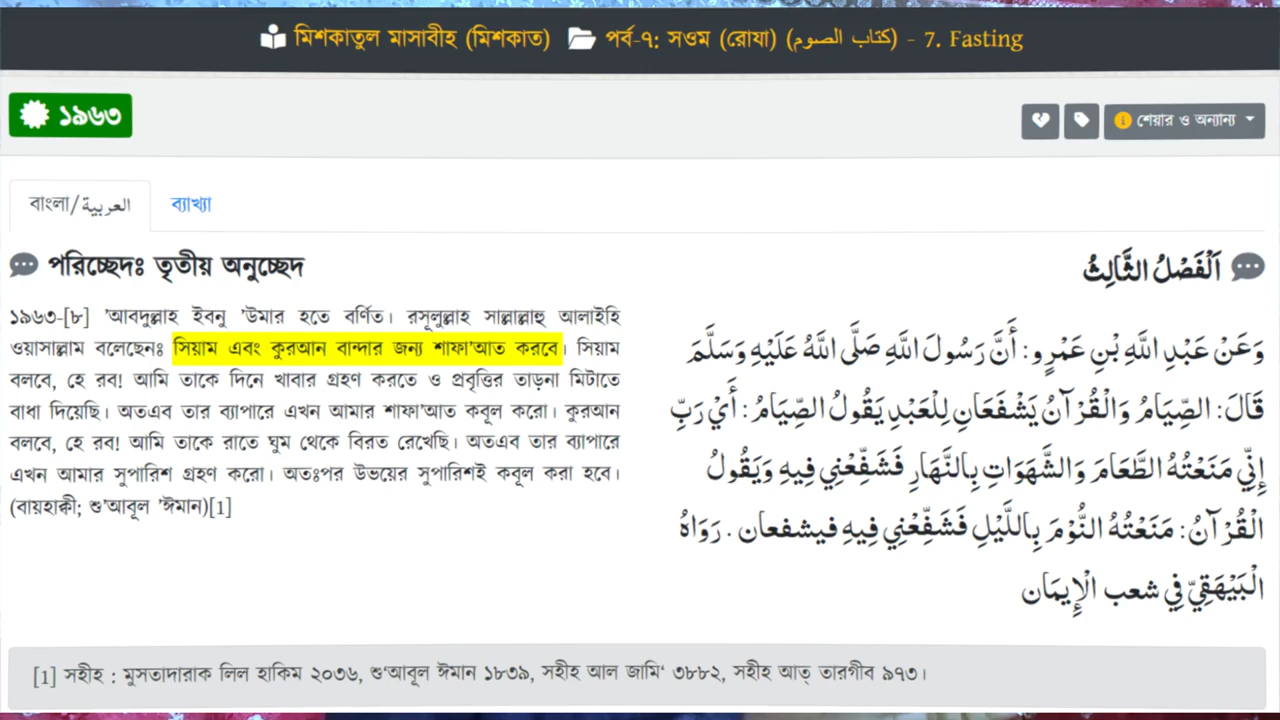 মিশকাতুল মাসাবীহ (মিশকাত) পর্ব-৭: সওম (রোযা) (كتاب الصوم) - 7. Fasting
১৯৬৩
শেয়ার ও অন্যান্য
বাংলা/العربية ব্যাখ্যা
পরিচ্ছেদঃ তৃতীয় অনুচ্ছেদ
১৯৬৩-[৮] 'আবদুল্লাহ ইবনু 'উমার হতে বর্ণিত। রসূলুল্লাহ সাল্লাল্লাহু আলাইহি
ওয়াসাল্লাম বলেছেনঃ সিয়াম এবং কুরআন বান্দার জন্য শাফা'আত করবে। সিয়াম
বলবে, হে রব! আমি তাকে দিনে খাবার গ্রহণ করতে ও প্রবৃত্তির তাড়না মিটাতে
বাধা দিয়েছি। অতএব তার ব্যাপারে এখন আমার শাফা'আত কবূল করো। কুরআন
বলবে, হে রব! আমি তাকে রাতে ঘুম থেকে বিরত রেখেছি। অতএব তার ব্যাপারে
এখন আমার সুপারিশ গ্রহণ করো। অতঃপর উভয়ের সুপারিশই কবূল করা হবে।
(বায়হাক্বী; শু'আবূল 'ঈমান)[1]
اَلْفَصْلُ الثَّالِثُ
وَعَنْ عَبْدِ اللَّهِ بْنِ عَمْرٍو: أَنَّ رَسُولَ اللَّهِ صَلَّى اللَّهُ عَلَيْهِ وَسَلَّمَ
قَالَ: الصِّيَامُ وَالْقُرْآنُ يَشْفَعَانِ لِلْعَبْدِ يَقُولُ الصِّيَامُ: أَيْ رَبِّ
إِنِّي مَنَعْتُهُ الطَّعَامَ وَالشَّهَوَاتِ بِالنَّهَارِ فَشَفِّعْنِي فِيهِ وَيَقُولُ
الْقُرْآنُ: مَنَعْتُهُ النُّوْمَ بِاللَّيْلِ فَشَفِّعْنِي فِيهِ فيشفعان . رَوَاهُ
الْبَيْهَقِيّ فِي شعب الْإِيمَان
[1] সহীহ : মুসতাদারাক লিল হাকিম ২০৩৬, শু'আবূল ঈমান ১৮৩৯, সহীহ আল জামি' ৩৮৮২, সহীহ আত্ তারগীব ৯৭৩।